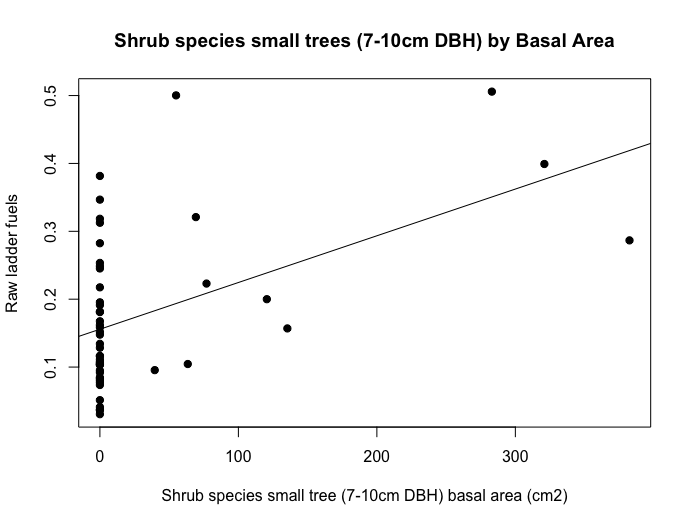 Shrub species small trees (7-10cm DBH) by Basal Area
Raw ladder fuels
0.5
0.4
0.3
0.2
0.1
0 100 200 300
Shrub species small tree (7-10cm DBH) basal area (cm2)